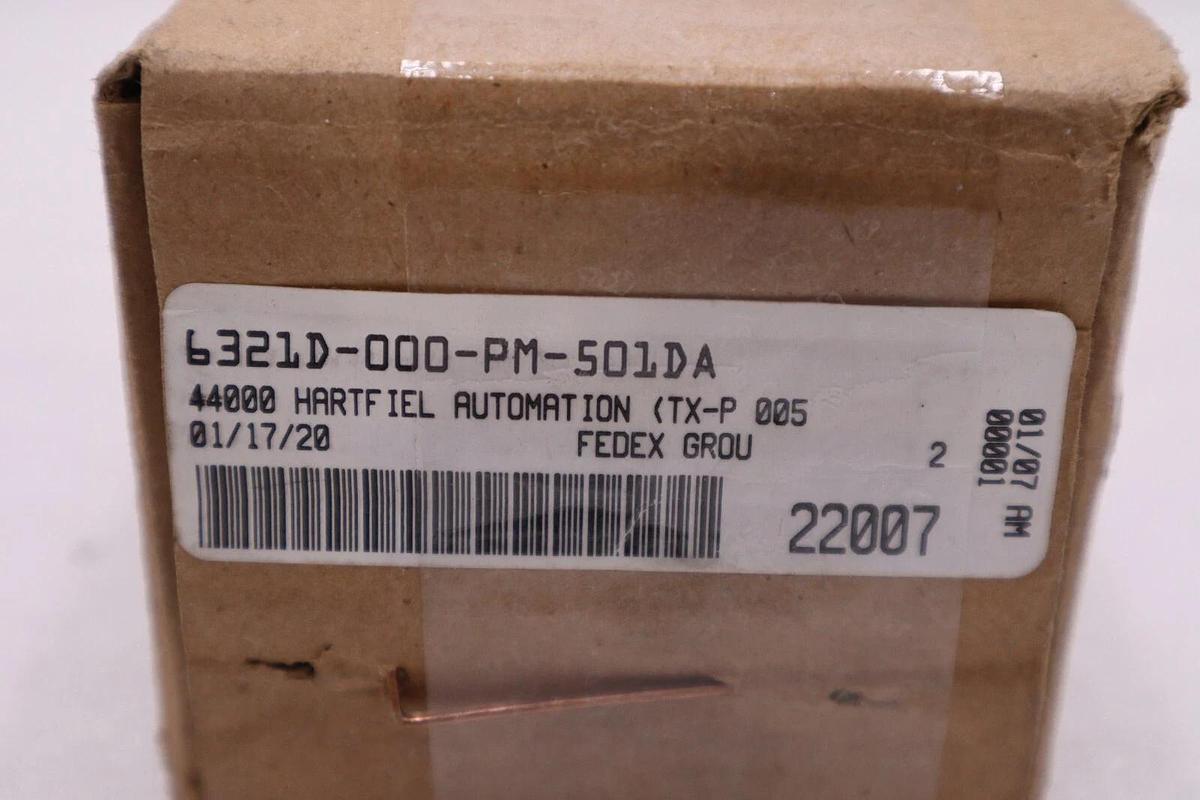 6321D-000-PM-501DA
44000 HARTFIEL AUTOMATION (TX-P 005
01/17/20 FEDEX GROU 2
22007
01/07 AM
00001